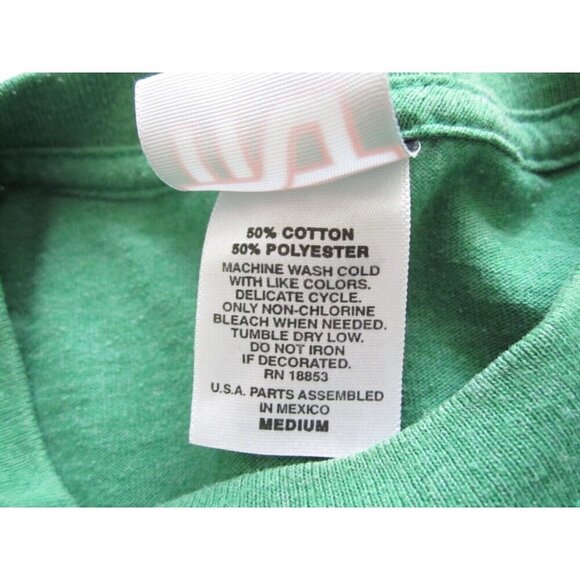 50% COTTON
50% POLYESTER
MACHINE WASH COLD
WITH LIKE COLORS.
DELICATE CYCLE.
ONLY NON-CHLORINE
BLEACH WHEN NEEDED.
TUMBLE DRY LOW.
DO NOT IRON
IF DECORATED.
RN 18853
U.S.A. PARTS ASSEMBLED
IN MEXICO
MEDIUM